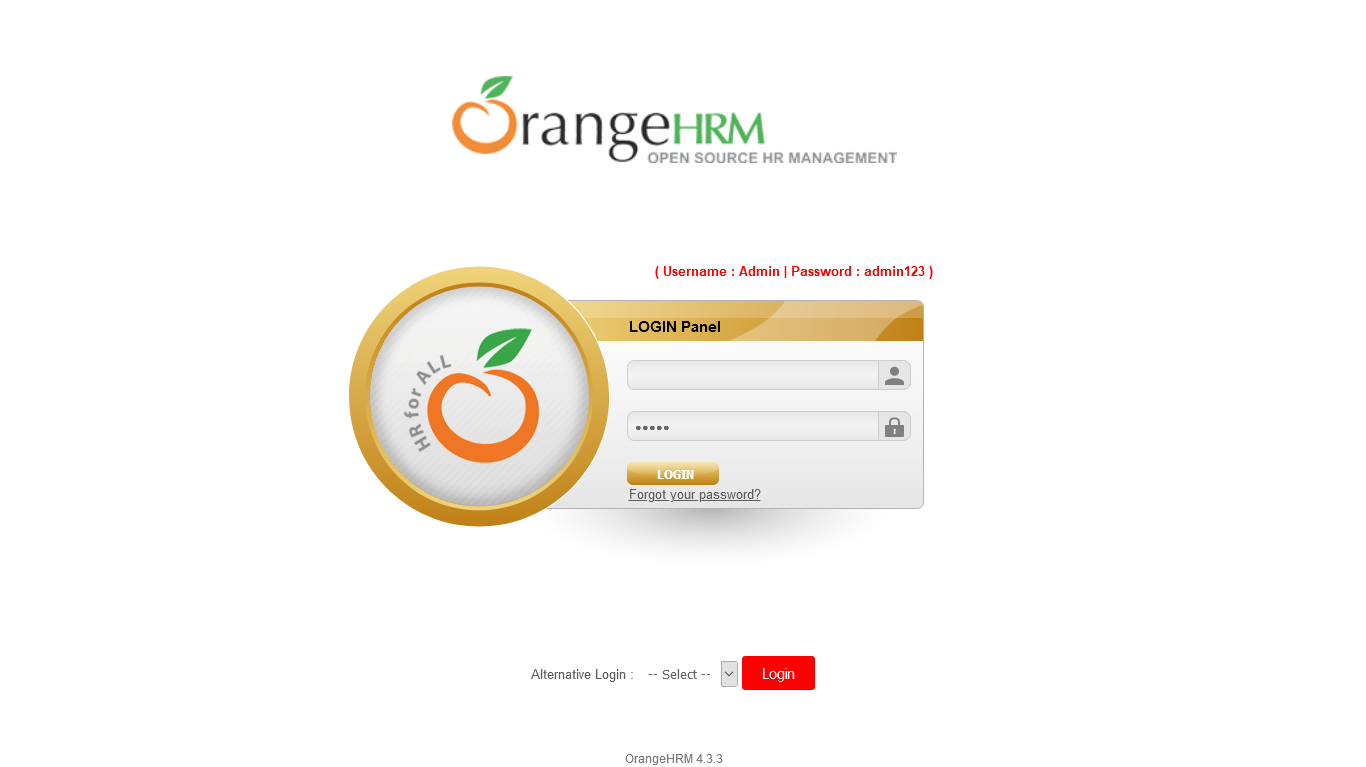 OrangeHRM
OPEN SOURCE HR MANAGEMENT
( Username : Admin | Password : admin123 )
LOGIN Panel
HR for ALL
•••••
LOGIN
Forgot your password?
Alternative Login : -- Select -- Login
OrangeHRM 4.3.3